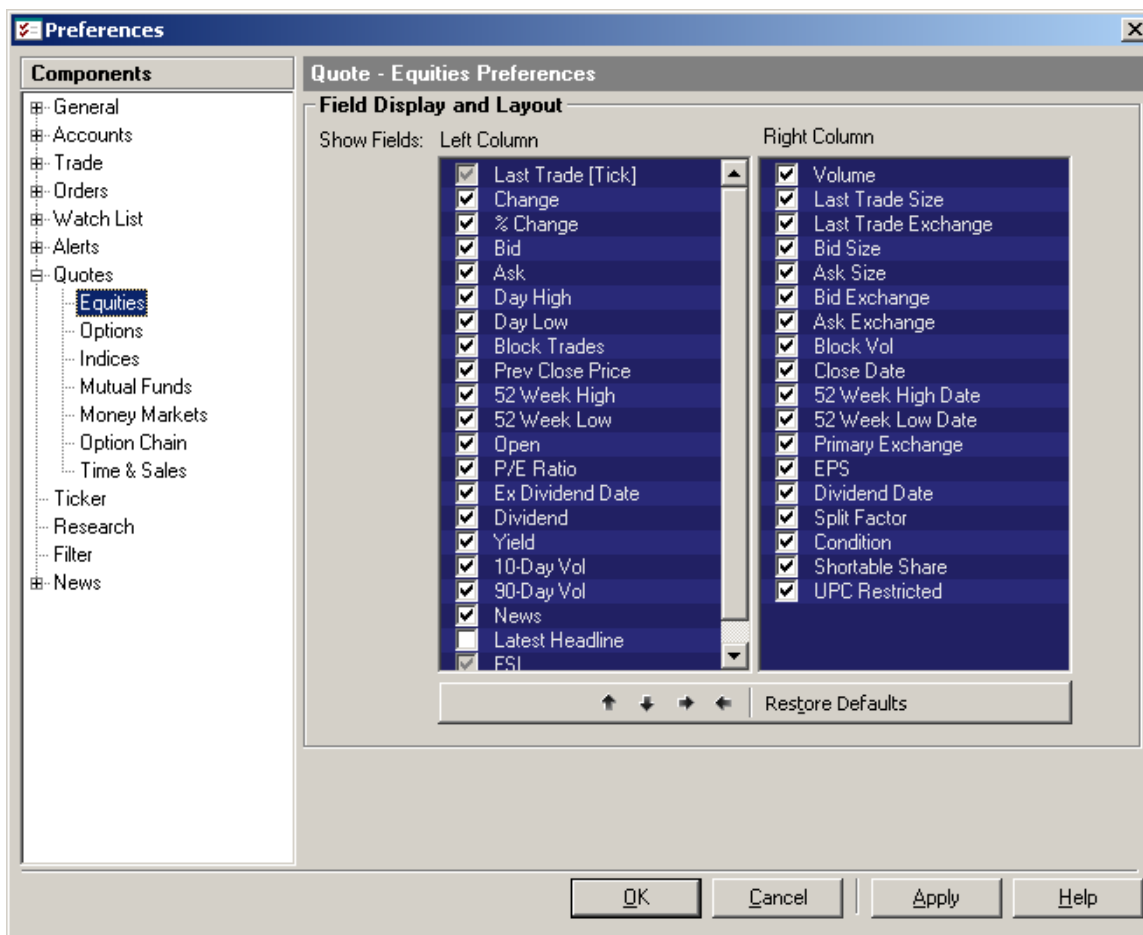 Preferences
Components
General
Accounts
Trade
Orders
Watch List
Alerts
Quotes
Equities
Options
Indices
Mutual Funds
Money Markets
Option Chain
Time & Sales
Ticker
Research
Filter
News
Quote - Equities Preferences
Field Display and Layout
Show Fields: Left Column
Last Trade [Tick]
Change
% Change
Bid
Ask
Day High
Day Low
Block Trades
Prev Close Price
52 Week High
52 Week Low
Open
P/E Ratio
Ex Dividend Date
Dividend
Yield
10-Day Vol
90-Day Vol
News
Latest Headline
Right Column
Volume
Last Trade Size
Last Trade Exchange
Bid Size
Ask Size
Bid Exchange
Ask Exchange
Block Vol
Close Date
52 Week High Date
52 Week Low Date
Primary Exchange
EPS
Dividend Date
Split Factor
Condition
Shortable Share
UPC Restricted
Restore Defaults
OK
Cancel
Apply
Help